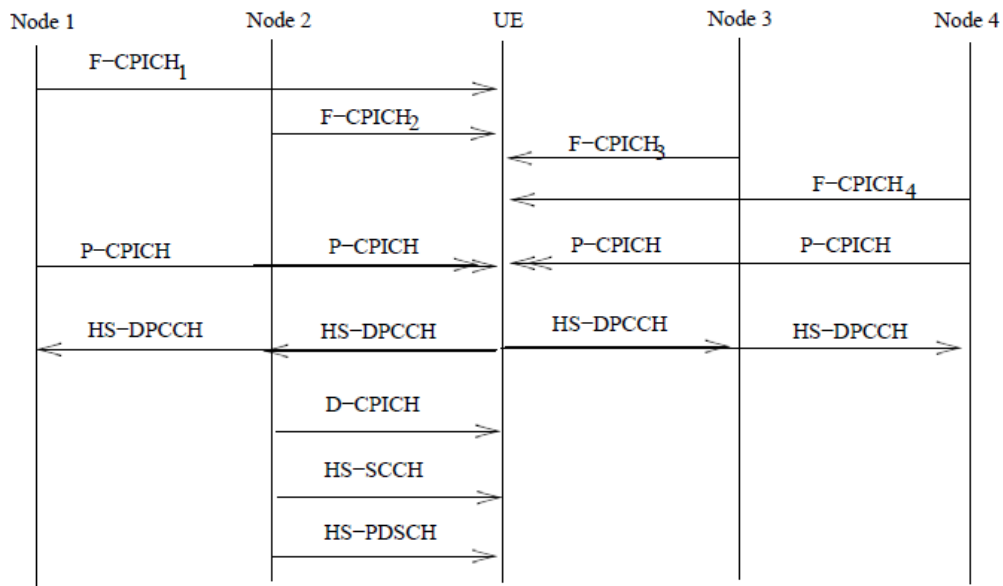 Node 1 Node 2 UE Node 3 Node 4
F-CPICH1
F-CPICH2
F-CPICH3
F-CPICH4
P-CPICH P-CPICH P-CPICH P-CPICH
HS-DPCCH HS-DPCCH HS-DPCCH HS-DPCCH
D-CPICH
HS-SCCH
HS-PDSCH